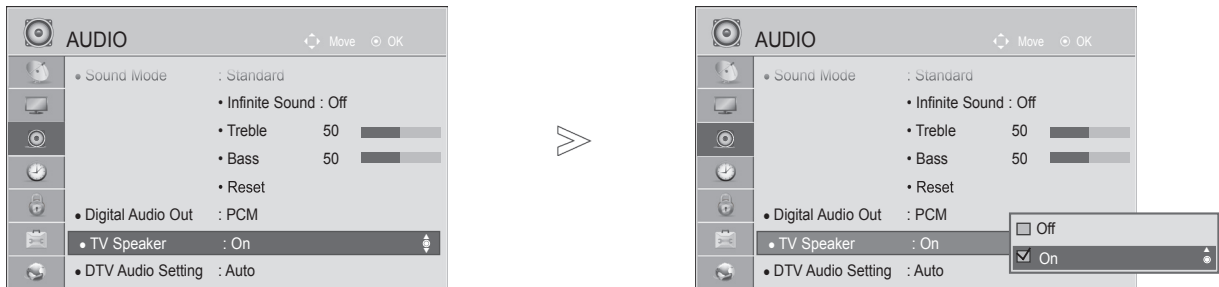 AUDIO
Move OK
• Sound Mode : Standard
• Infinite Sound : Off
• Treble 50
• Bass 50
• Reset
• Digital Audio Out : PCM
• TV Speaker : On
• DTV Audio Setting : Auto
AUDIO
Move OK
• Sound Mode : Standard
• Infinite Sound : Off
• Treble 50
• Bass 50
• Reset
• Digital Audio Out : PCM
• TV Speaker : On
• DTV Audio Setting : Auto
Off
On